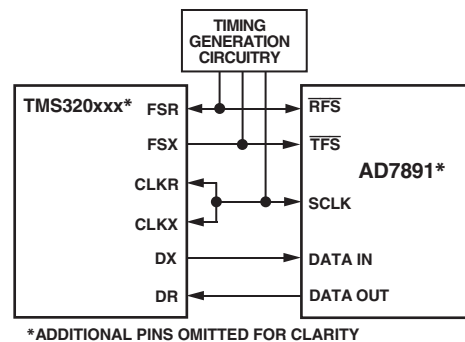 TIMING
GENERATION
CIRCUITRY
TMS320xxx*
FSR
FSX
CLKR
CLKX
DX
DR
RFS
TFS
AD7891*
SCLK
DATA IN
DATA OUT
*ADDITIONAL PINS OMITTED FOR CLARITY